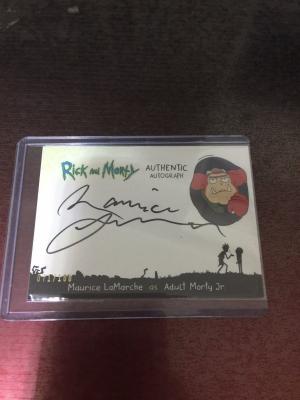 Rick and Morty
AUTHENTIC
AUTOGRAPH
Maurice LaMarche as Adult Morty Jr.